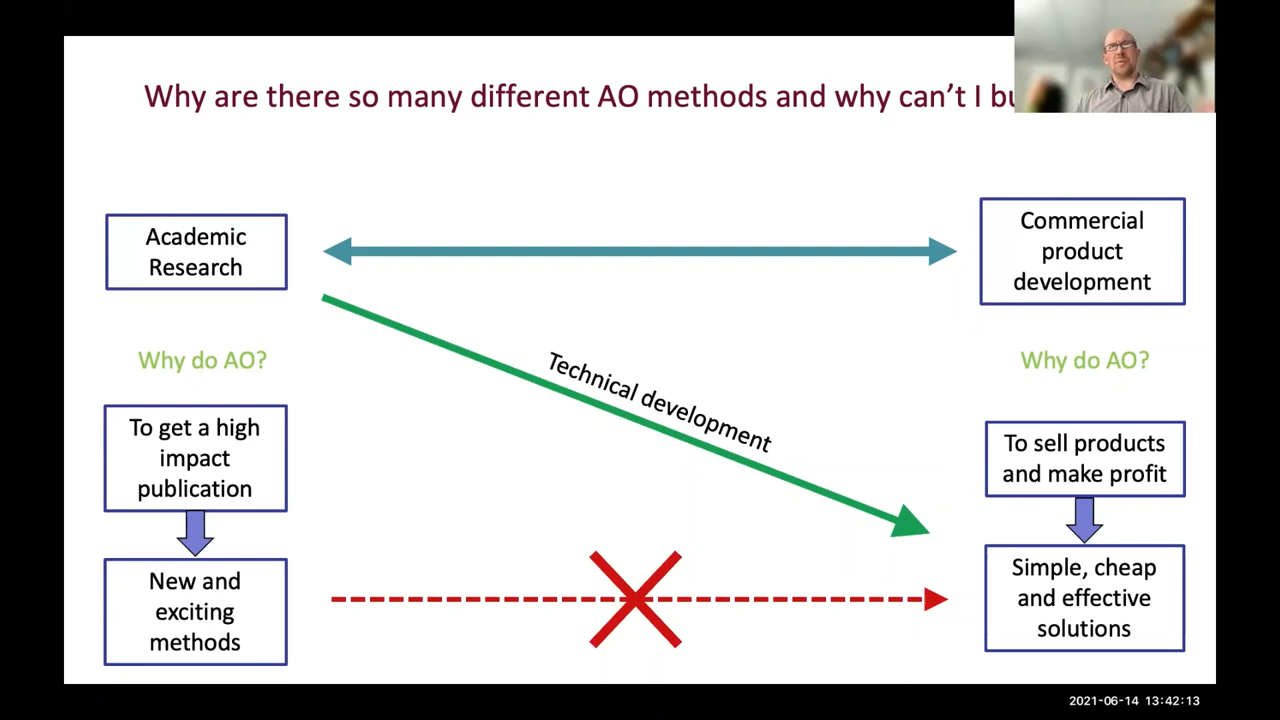 Why are there so many different AO methods and why can't I
Academic
Research
Commercial
product
development
Why do AO?
Why do AO?
Technical development
To get a high
impact
publication
To sell products
and make profit
New and
exciting
methods
Simple, cheap
and effective
solutions
2021-06-14 13:42:13